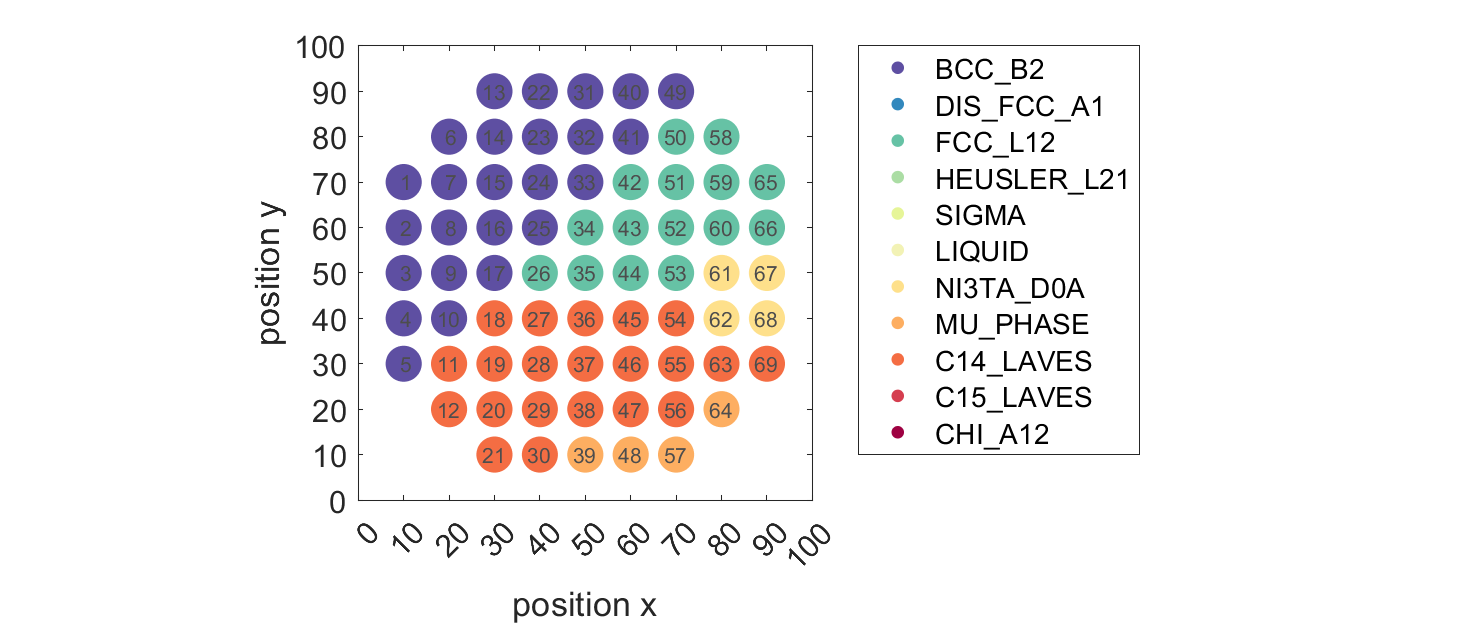 100
90
80
70
60
50
40
30
20
10
0
position y
13 22 31 40 49
6 14 23 32 41 50 58
1 7 15 24 33 42 51 59 65
2 8 16 25 34 43 52 60 66
3 9 17 26 35 44 53 61 67
4 10 18 27 36 45 54 62 68
5 11 19 28 37 46 55 63 69
12 20 29 38 47 56 64
21 30 39 48 57
0 10 20 30 40 50 60 70 80 90 100
position x
BCC_B2
DIS_FCC_A1
FCC_L12
HEUSLER_L21
SIGMA
LIQUID
NI3TA_D0A
MU_PHASE
C14_LAVES
C15_LAVES
CHI_A12